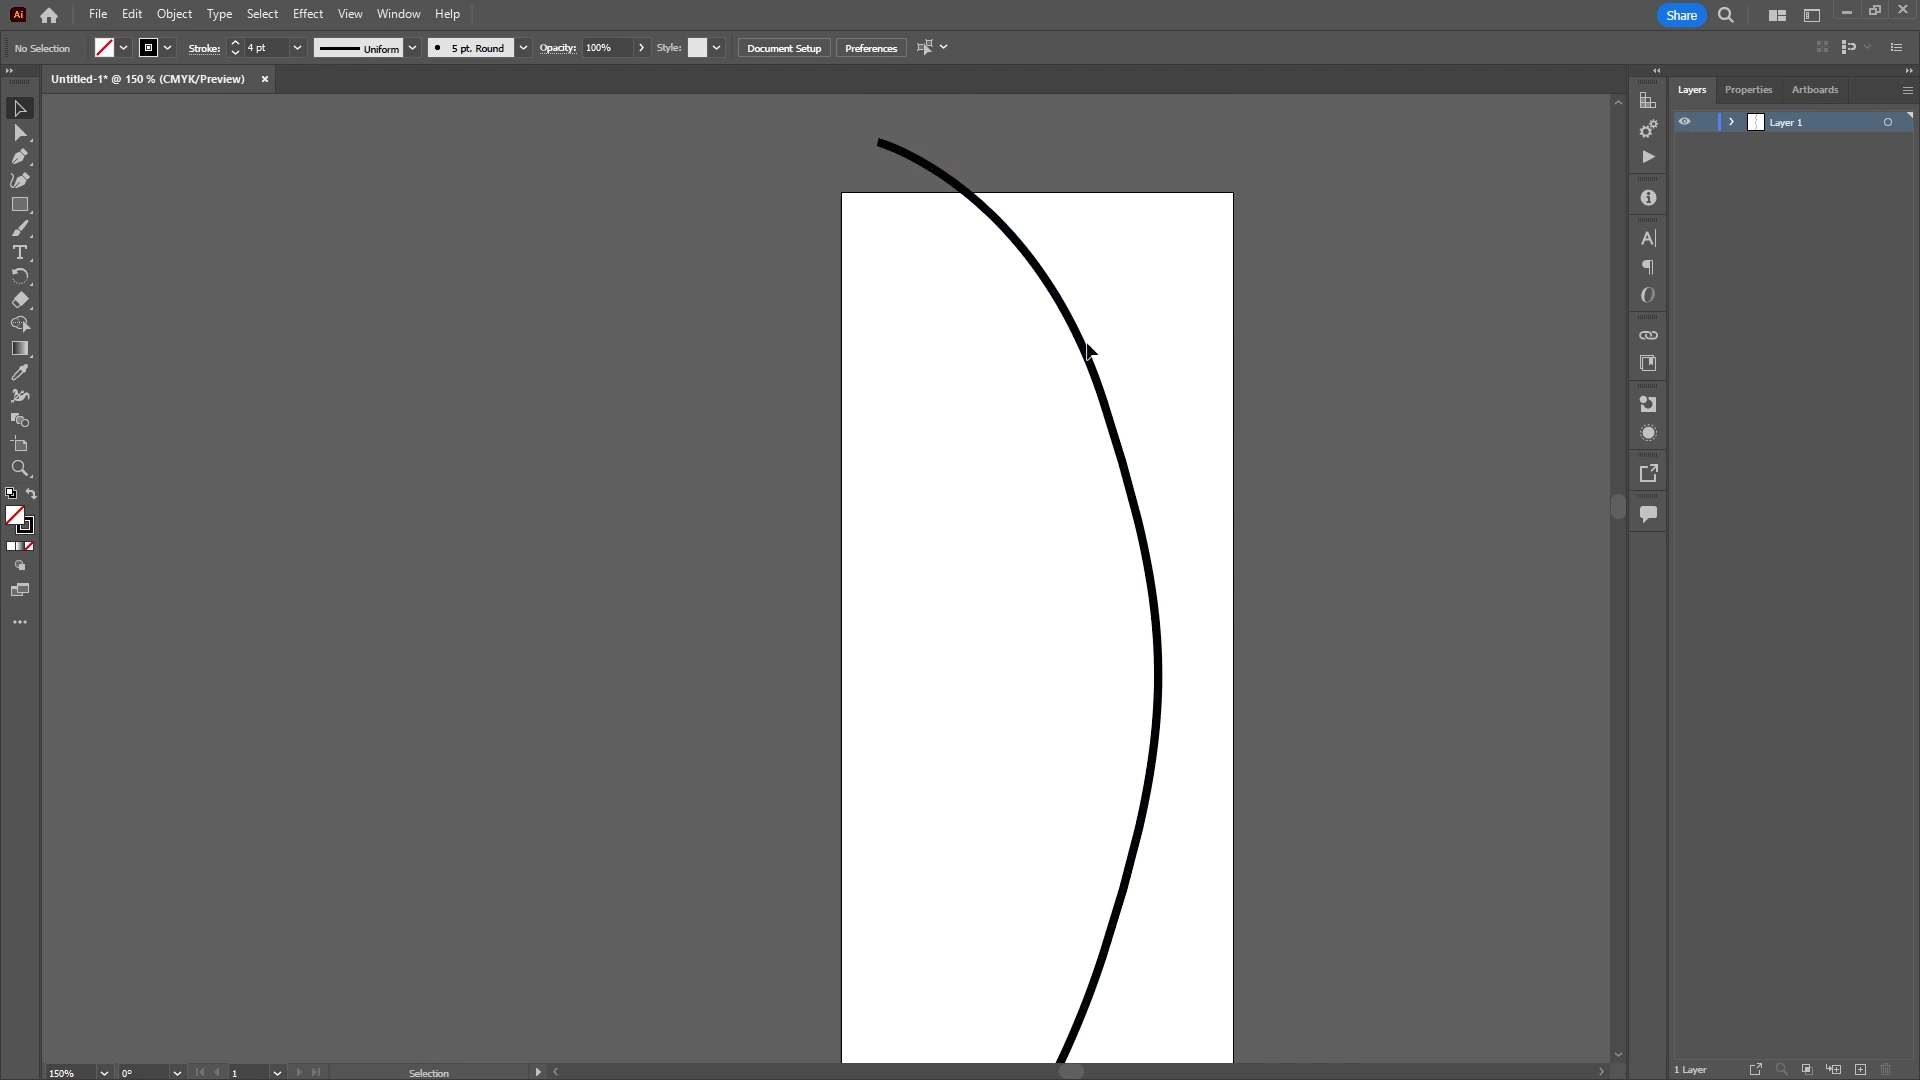 Ai File Edit Object Type Select Effect View Window Help Share
No Selection Stroke: 4 pt Uniform 5 pt. Round Opacity: 100% Style: Document Setup Preferences
Untitled-1* @ 150 % (CMYK/Preview)
Layers Properties Artboards
Layer 1
150% 0° 1 Selection 1 Layer